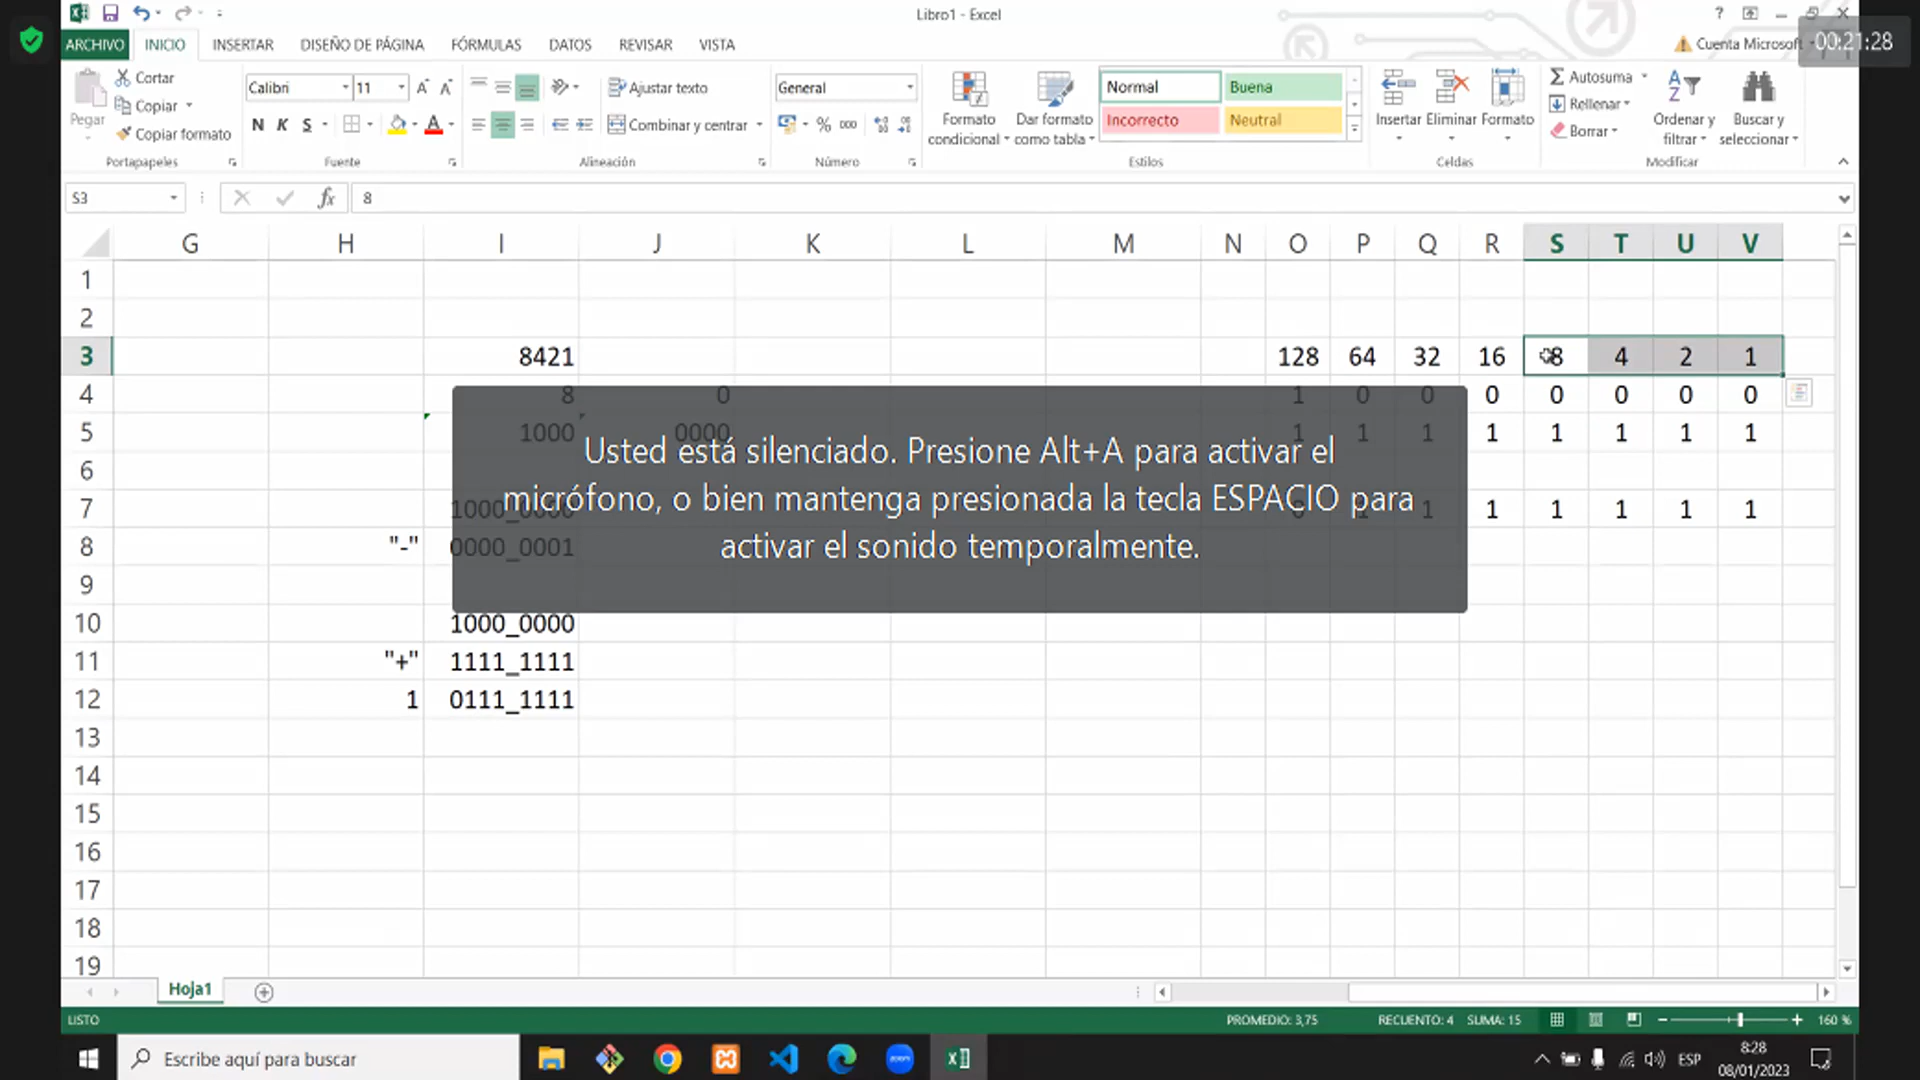 Libro1 - Excel
?
00:21:28
ARCHIVO INICIO INSERTAR DISEÑO DE PÁGINA FÓRMULAS DATOS REVISAR VISTA
Cuenta Microsoft
Pegar
Cortar
Copiar
Copiar formato
Portapapeles
Calibri 11
N K S
Fuente
Ajustar texto
Combinar y centrar
Alineación
General
% 000
Número
Formato condicional
Dar formato como tabla
Normal Buena
Incorrecto Neutral
Estilos
Insertar Eliminar Formato
Celdas
Autosuma
Rellenar
Borrar
Ordenar y filtrar
Buscar y seleccionar
Modificar
S3 fx 8
G H I J K L M N O P Q R S T U V
1
2
3 8421 128 64 32 16 8 4 2 1
4 8 0 1 0 0 0 0 0 0 0
5 1000 0000 1 1 1 1 1 1 1 1
6
7 1000_0000 0 1 1 1 1 1 1 1
8 "-" 0000_0001
9
10 1000_0000
11 "+" 1111_1111
12 1 0111_1111
13
14
15
16
17
18
19
Usted está silenciado. Presione Alt+A para activar el
micrófono, o bien mantenga presionada la tecla ESPACIO para
activar el sonido temporalmente.
Hoja1
LISTO PROMEDIO: 3,75 RECUENTO: 4 SUMA: 15 160 %
Escribe aquí para buscar
zoom
ESP
8:28
08/01/2023